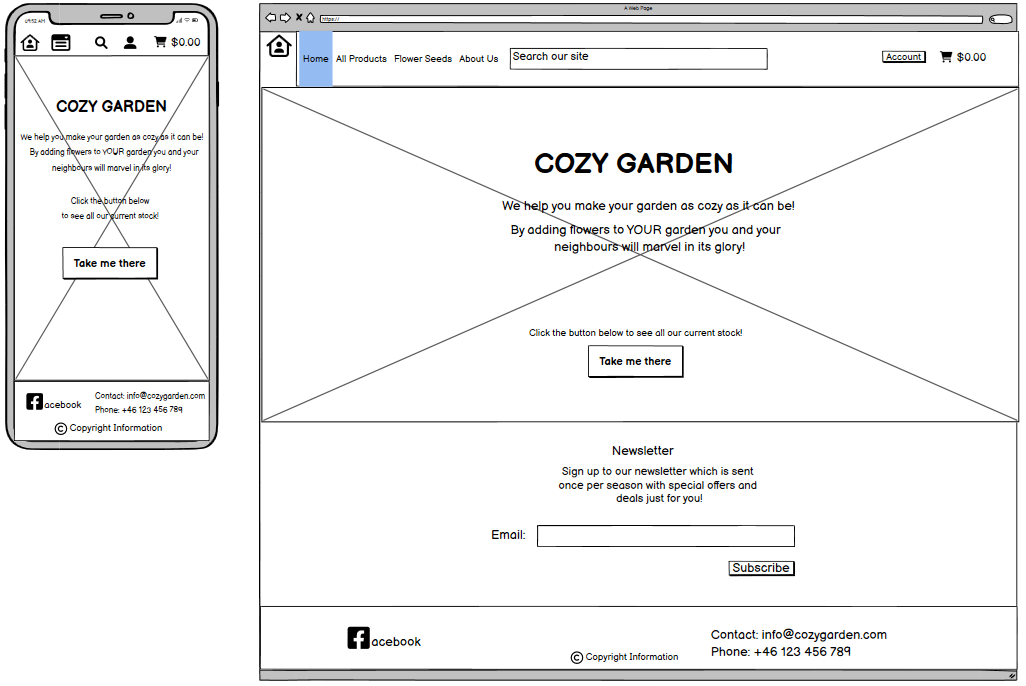 09:52 AM
$0.00
COZY GARDEN
We help you make your garden as cozy as it can be!
By adding flowers to YOUR garden you and your
neighbours will marvel in its glory!
Click the button below
to see all our current stock!
Take me there
acebook
Contact: info@cozygarden.com
Phone: +46 123 456 789
© Copyright Information
A Web Page
https://
Home All Products Flower Seeds About Us Search our site Account $0.00
COZY GARDEN
We help you make your garden as cozy as it can be!
By adding flowers to YOUR garden you and your
neighbours will marvel in its glory!
Click the button below to see all our current stock!
Take me there
Newsletter
Sign up to our newsletter which is sent
once per season with special offers and
deals just for you!
Email:
Subscribe
acebook
© Copyright Information
Contact: info@cozygarden.com
Phone: +46 123 456 789